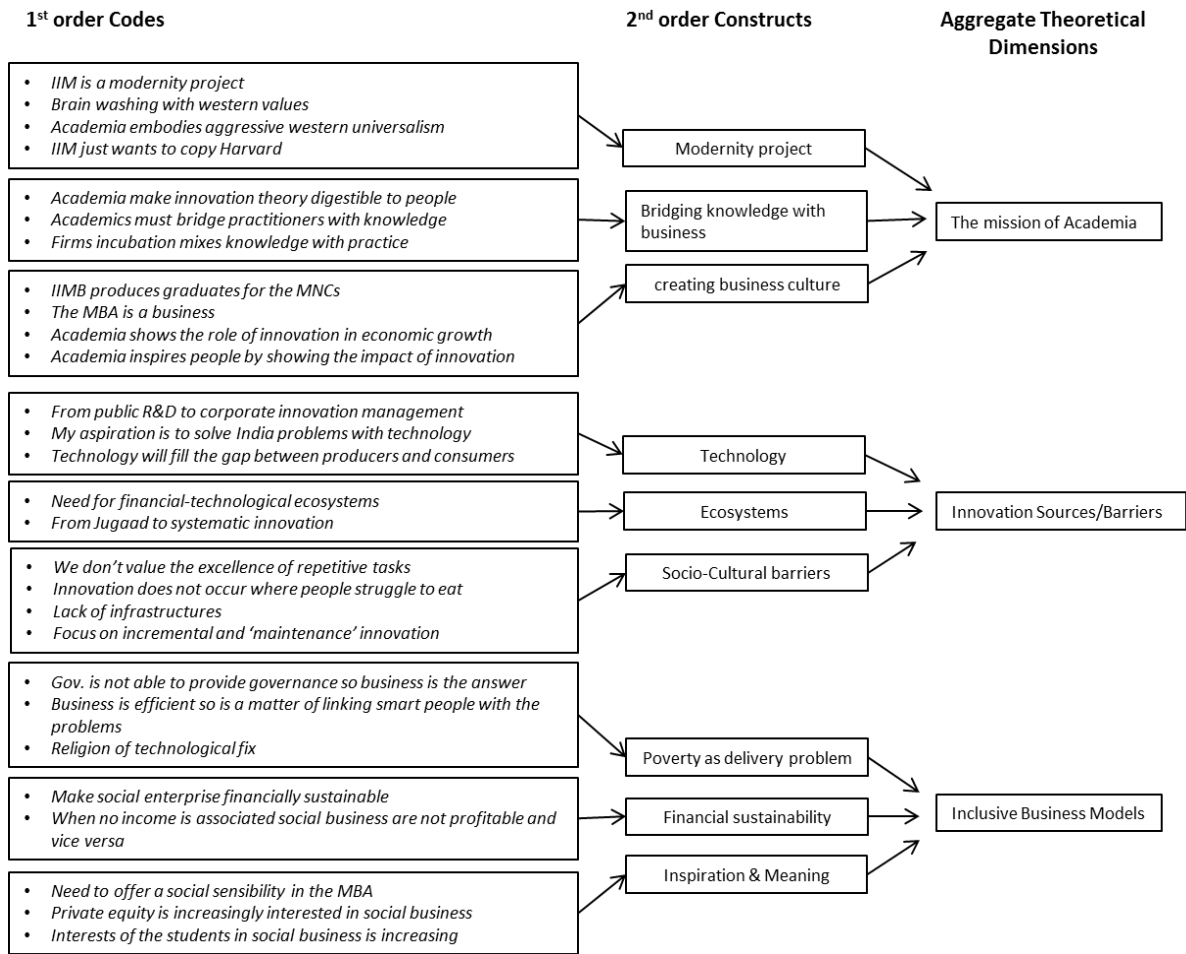 1st order Codes
2nd order Constructs
Aggregate Theoretical
Dimensions
• IIM is a modernity project
• Brain washing with western values
• Academia embodies aggressive western universalism
• IIM just wants to copy Harvard
Modernity project
• Academia make innovation theory digestible to people
• Academics must bridge practitioners with knowledge
• Firms incubation mixes knowledge with practice
Bridging knowledge with
business
The mission of Academia
• IIMB produces graduates for the MNCs
• The MBA is a business
• Academia shows the role of innovation in economic growth
• Academia inspires people by showing the impact of innovation
creating business culture
• From public R&D to corporate innovation management
• My aspiration is to solve India problems with technology
• Technology will fill the gap between producers and consumers
Technology
• Need for financial-technological ecosystems
• From Jugaad to systematic innovation
Ecosystems
Innovation Sources/Barriers
• We don’t value the excellence of repetitive tasks
• Innovation does not occur where people struggle to eat
• Lack of infrastructures
• Focus on incremental and ‘maintenance’ innovation
Socio-Cultural barriers
• Gov. is not able to provide governance so business is the answer
• Business is efficient so is a matter of linking smart people with the
problems
• Religion of technological fix
Poverty as delivery problem
• Make social enterprise financially sustainable
• When no income is associated social business are not profitable and
vice versa
Financial sustainability
Inclusive Business Models
• Need to offer a social sensibility in the MBA
• Private equity is increasingly interested in social business
• Interests of the students in social business is increasing
Inspiration & Meaning